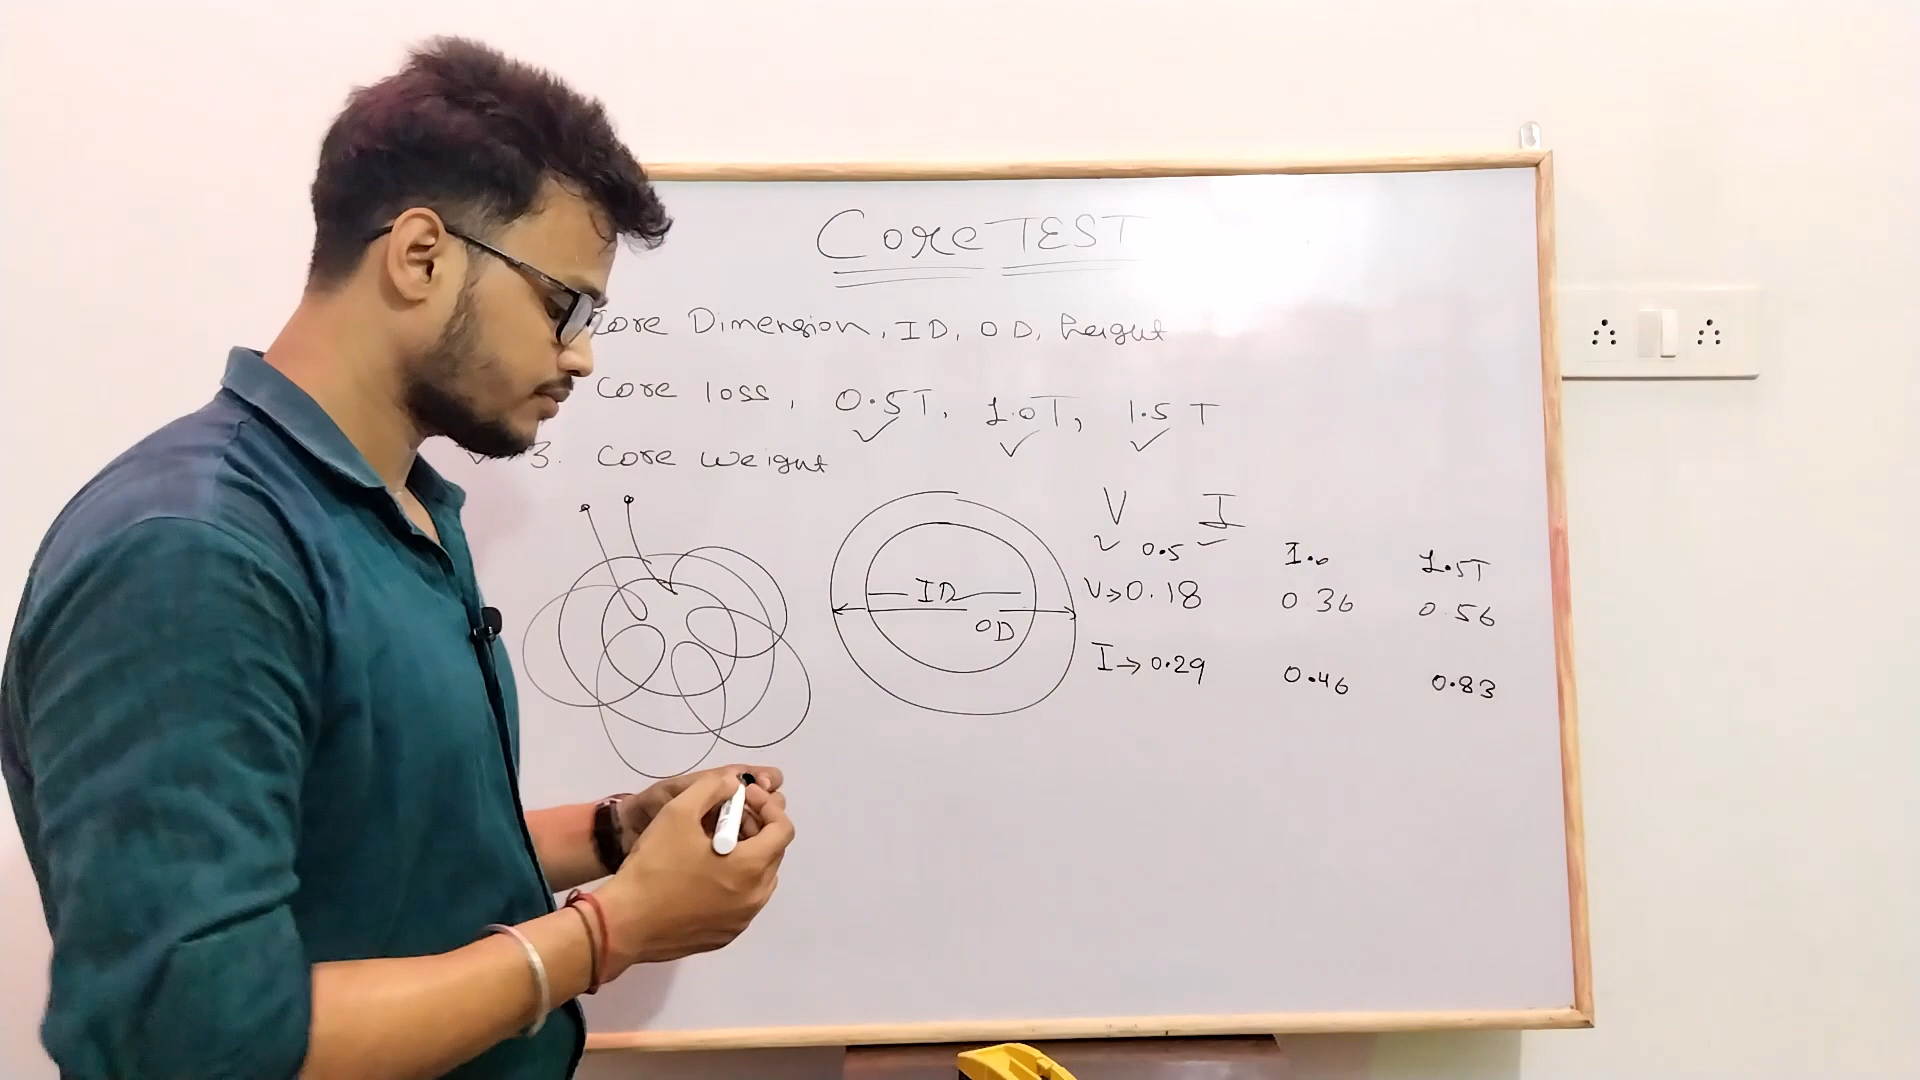 Core TEST
Core Dimension, ID, OD, height
Core loss, 0.5T, 1.0T, 1.5 T
3. Core weight
V I
0.5 1.0 1.5T
V→0.18 0.36 0.56
I→0.29 0.46 0.83
ID
OD